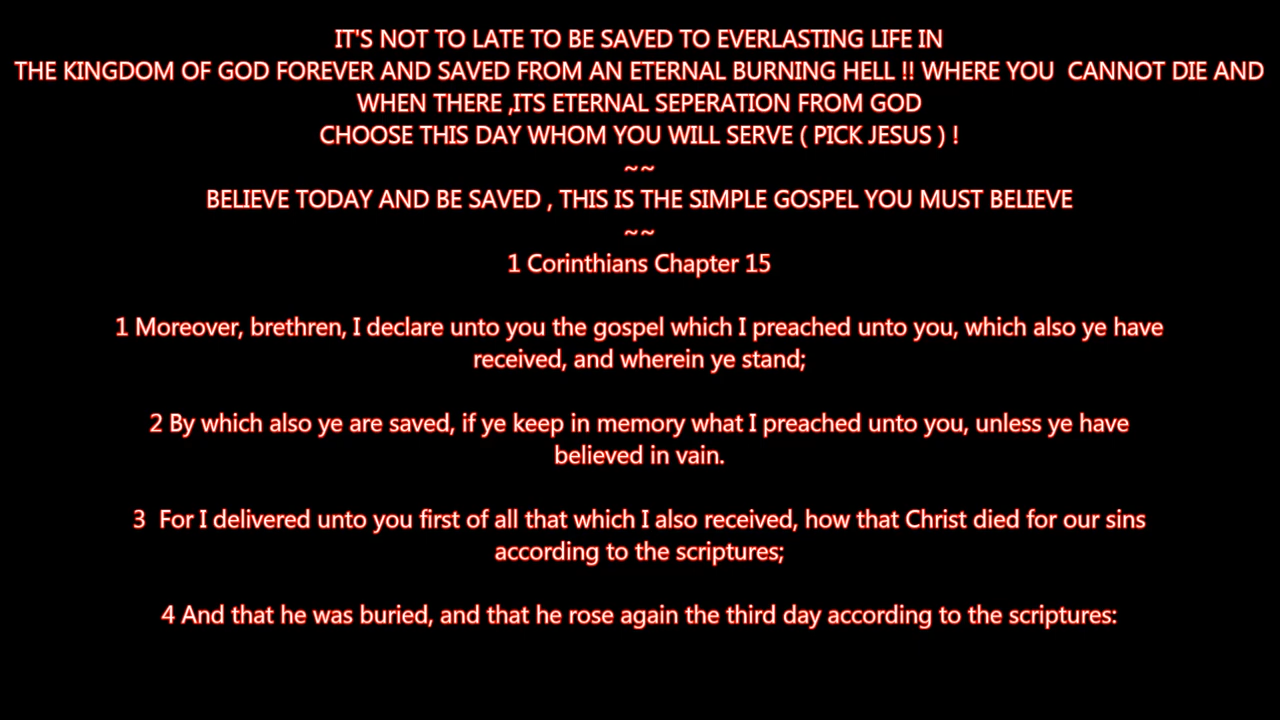 IT'S NOT TO LATE TO BE SAVED TO EVERLASTING LIFE IN
THE KINGDOM OF GOD FOREVER AND SAVED FROM AN ETERNAL BURNING HELL !! WHERE YOU  CANNOT DIE AND
WHEN THERE ,ITS ETERNAL SEPERATION FROM GOD
CHOOSE THIS DAY WHOM YOU WILL SERVE ( PICK JESUS ) !
~~
BELIEVE TODAY AND BE SAVED , THIS IS THE SIMPLE GOSPEL YOU MUST BELIEVE
~~
1 Corinthians Chapter 15
1 Moreover, brethren, I declare unto you the gospel which I preached unto you, which also ye have
received, and wherein ye stand;
2 By which also ye are saved, if ye keep in memory what I preached unto you, unless ye have
believed in vain.
3  For I delivered unto you first of all that which I also received, how that Christ died for our sins
according to the scriptures;
4 And that he was buried, and that he rose again the third day according to the scriptures: